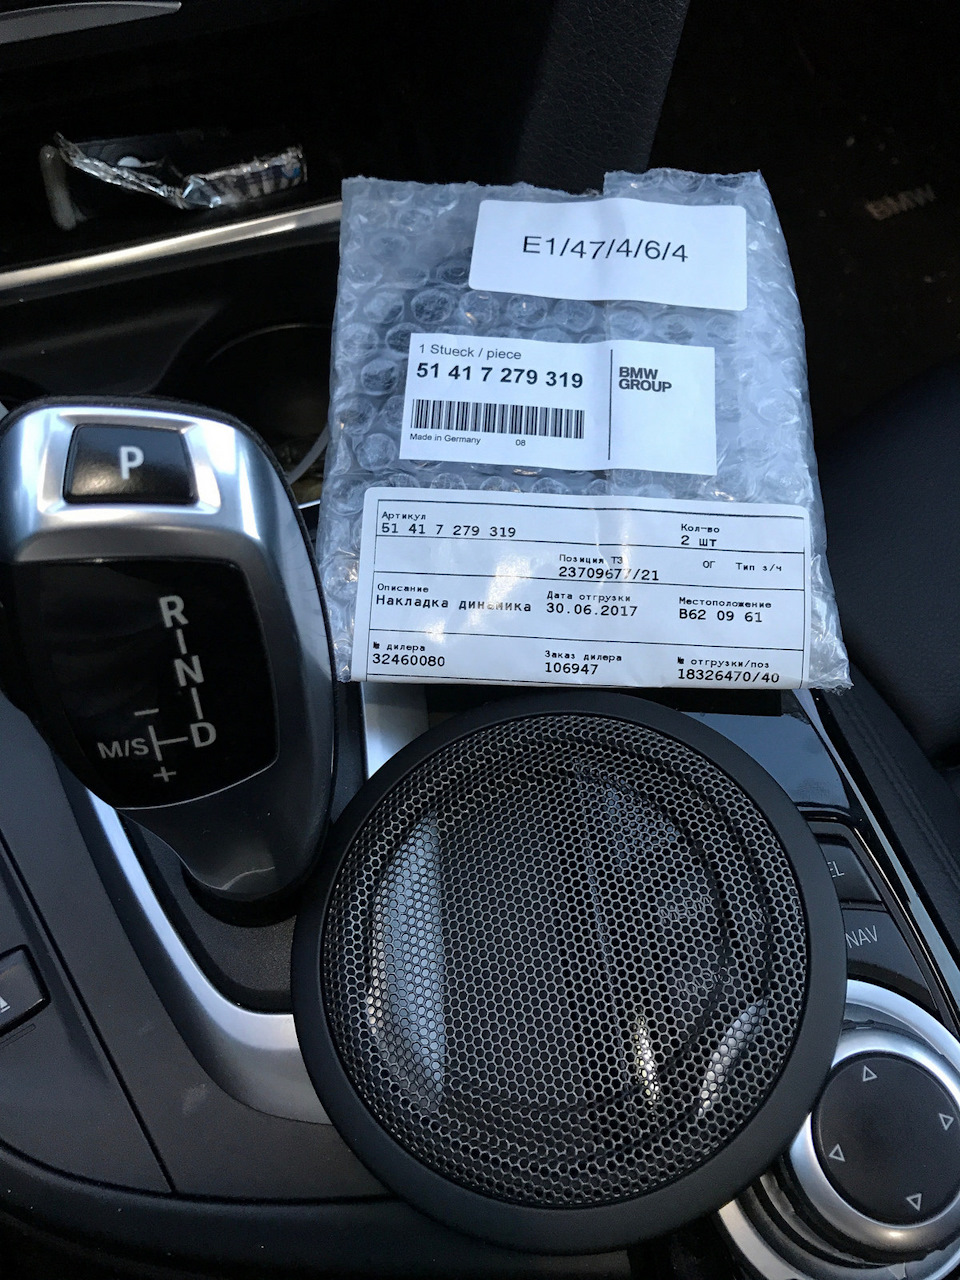 E1/47/4/6/4
1 Stueck / piece
51 41 7 279 319
BMW
GROUP
Made in Germany 08
Артикул
51 41 7 279 319
Кол-во
2 шт
Позиция ТЗ
23709677/21
ОГ Тип з/ч
Описание
Накладка динамика
Дата отгрузки
30.06.2017
Местоположение
B62 09 61
№ дилера
32460080
Заказ дилера
106947
№ отгрузки/поз
18326470/40
BMW
P
R
N
D
M/S
+
NAV